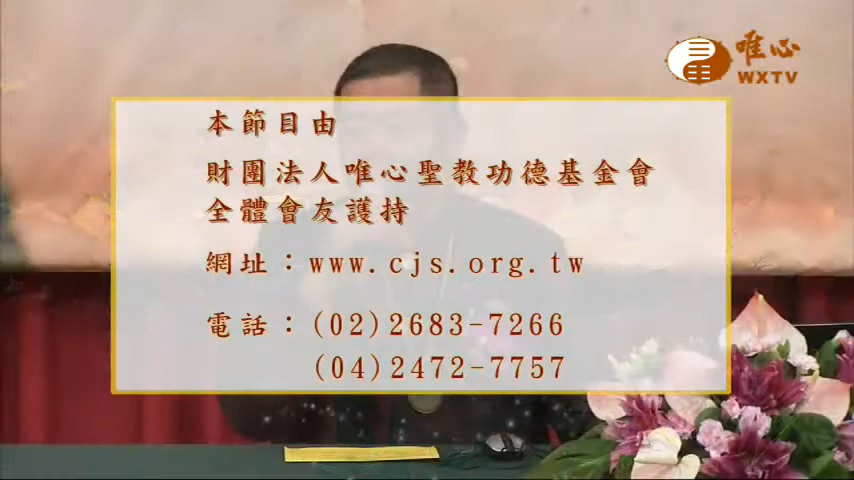 唯心
WXTV
本節目由
財團法人唯心聖教功德基金會
全體會友護持
網址：www.cjs.org.tw
電話：(02)2683-7266
(04)2472-7757